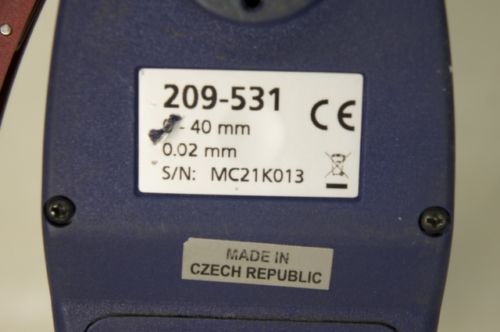 209-531
CE
- 40 mm
0.02 mm
S/N: MC21K013
MADE IN
CZECH REPUBLIC